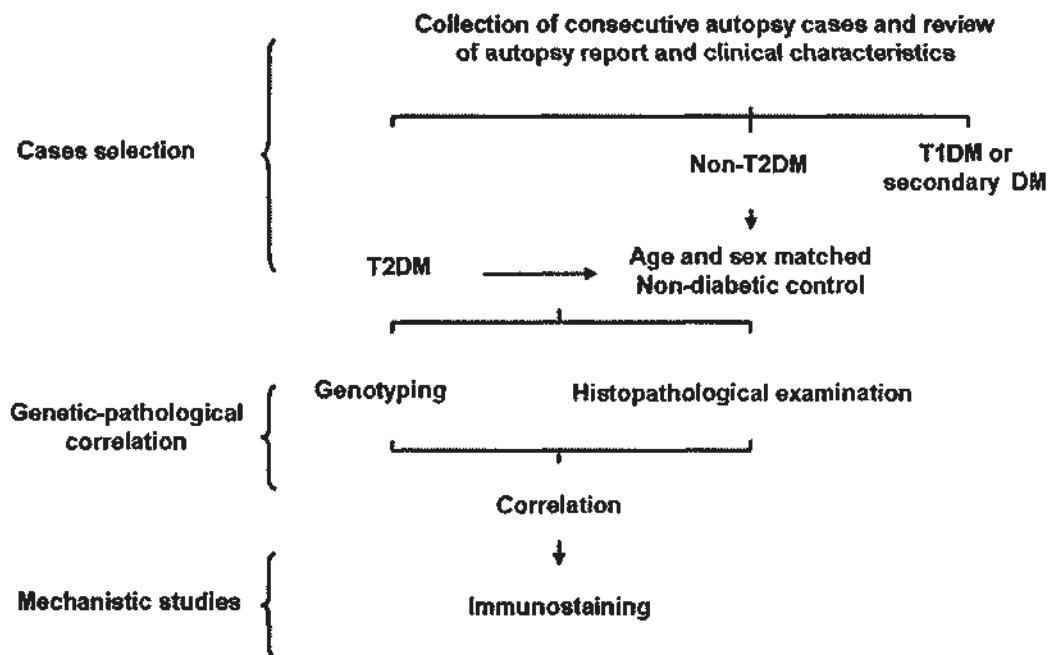 Collection of consecutive autopsy cases and review
of autopsy report and clinical characteristics
Cases selection
Non-T2DM
T1DM or
secondary DM
T2DM
Age and sex matched
Non-diabetic control
Genotyping
Histopathological examination
Genetic-pathological
correlation
Correlation
Mechanistic studies
Immunostaining